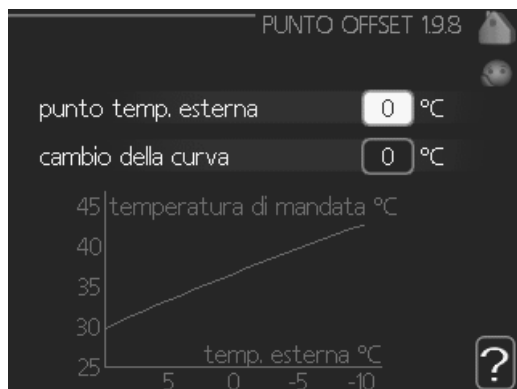 PUNTO OFFSET 1.9.8
punto temp. esterna 0 °C
cambio della curva 0 °C
45 temperatura di mandata °C
40
35
30
temp. esterna °C
25
5 0 -5 -10
?